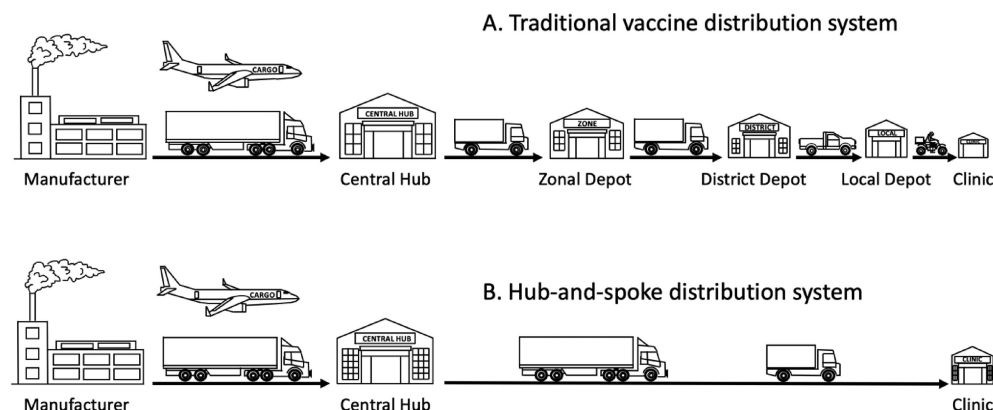 A. Traditional vaccine distribution system
CARGO
CENTRAL HUB
ZONE
DISTRICT
LOCAL
CLINIC
Manufacturer
Central Hub
Zonal Depot
District Depot
Local Depot
Clinic
B. Hub-and-spoke distribution system
CARGO
CENTRAL HUB
CLINIC
Manufacturer
Central Hub
Clinic